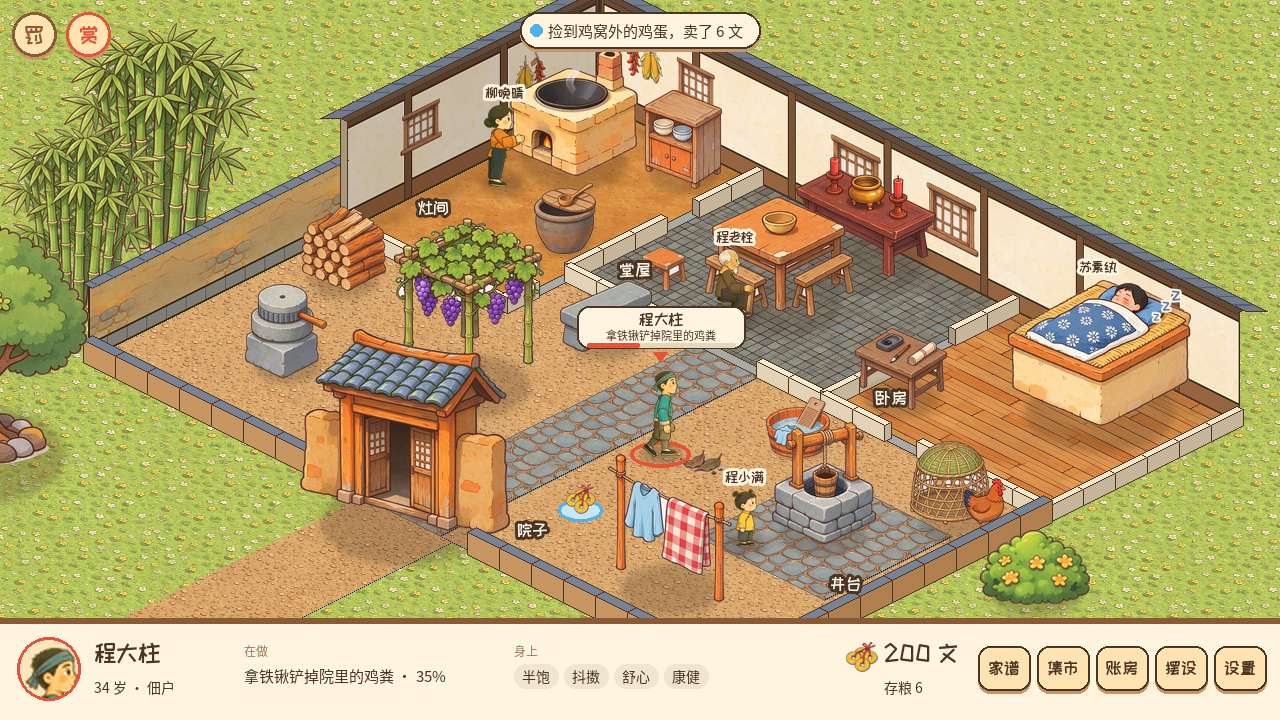 罚
赏
捡到鸡窝外的鸡蛋，卖了 6 文
柳晚晴
灶间
程老栓
堂屋
苏素纨
程大柱
拿铁锹铲掉院里的鸡粪
卧房
程小满
院子
井台
程大柱
34 岁 · 佃户
在做
拿铁锹铲掉院里的鸡粪 · 35%
身上
半饱
抖擞
舒心
康健
200 文
存粮 6
家谱
集市
账房
摆设
设置
z z z